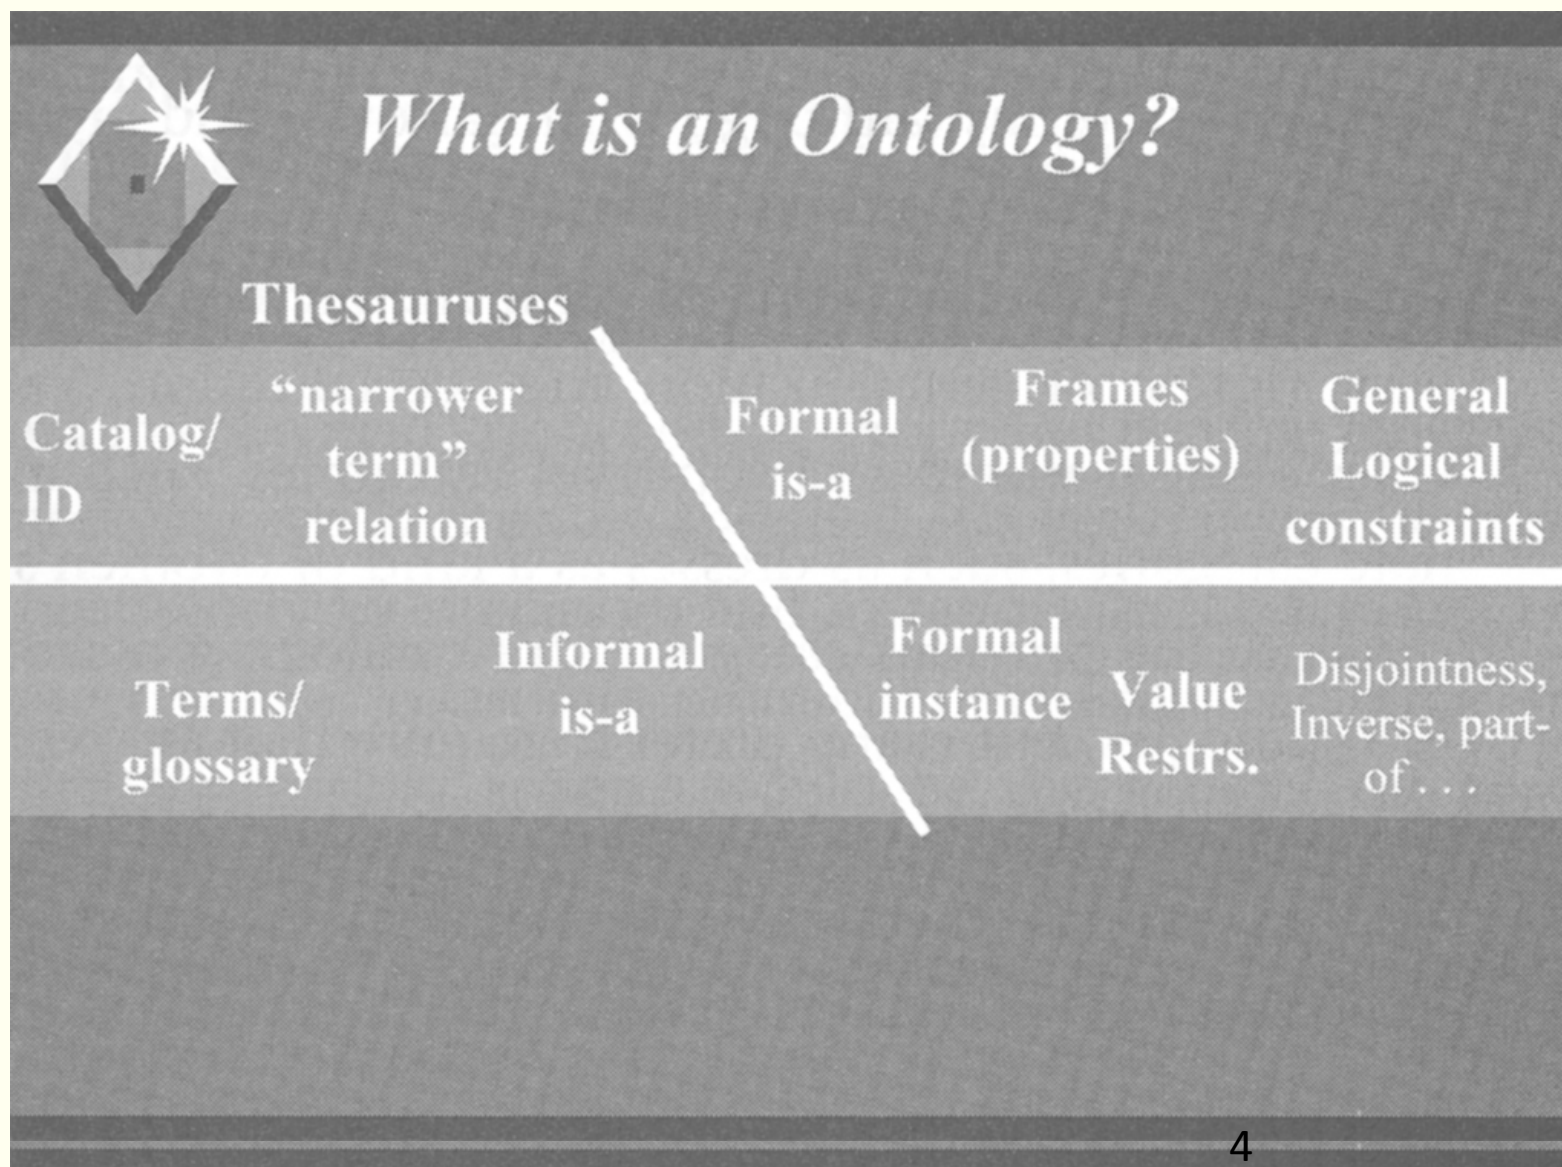 What is an Ontology?
Thesauruses
“narrower
term”
relation
Catalog/
ID
Formal
is-a
Frames
(properties)
General
Logical
constraints
Terms/
glossary
Informal
is-a
Formal
instance
Value
Restrs.
Disjointness,
Inverse, part-
of . . .
4